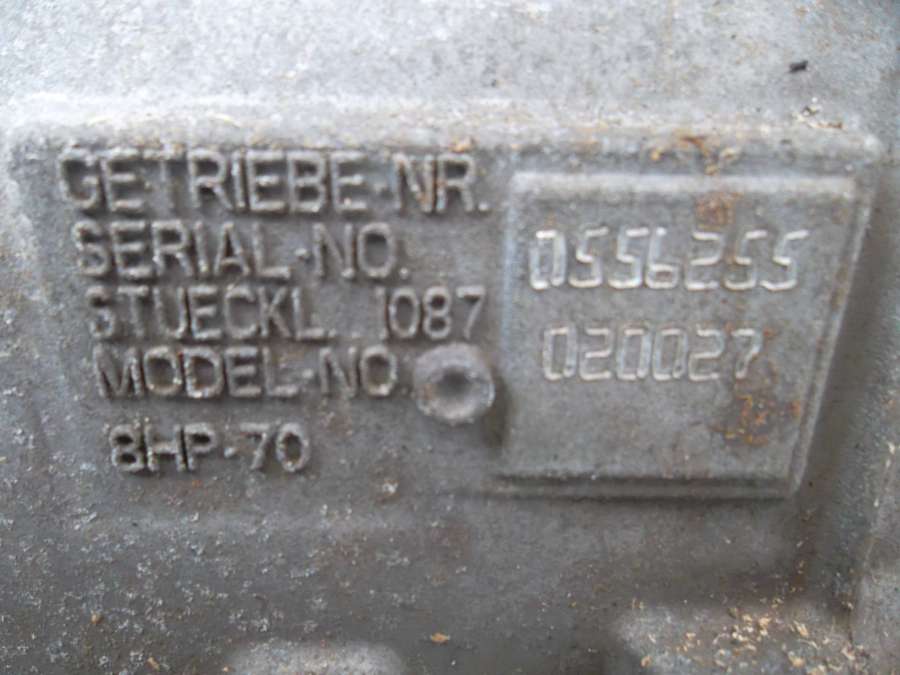 GETRIEBE-NR.
SERIAL-NO. 0556255
STUECKL. 1087
MODEL-NO. 020027
8HP-70